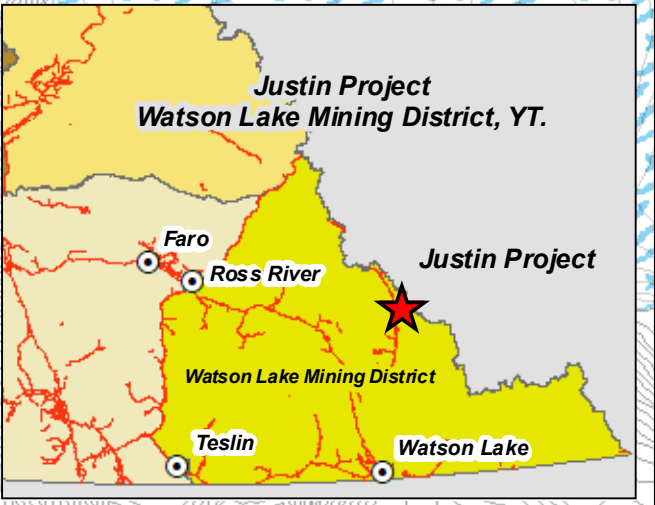 Justin Project
Watson Lake Mining District, YT.
Faro
Justin Project
Ross River
Watson Lake Mining District
Teslin
Watson Lake